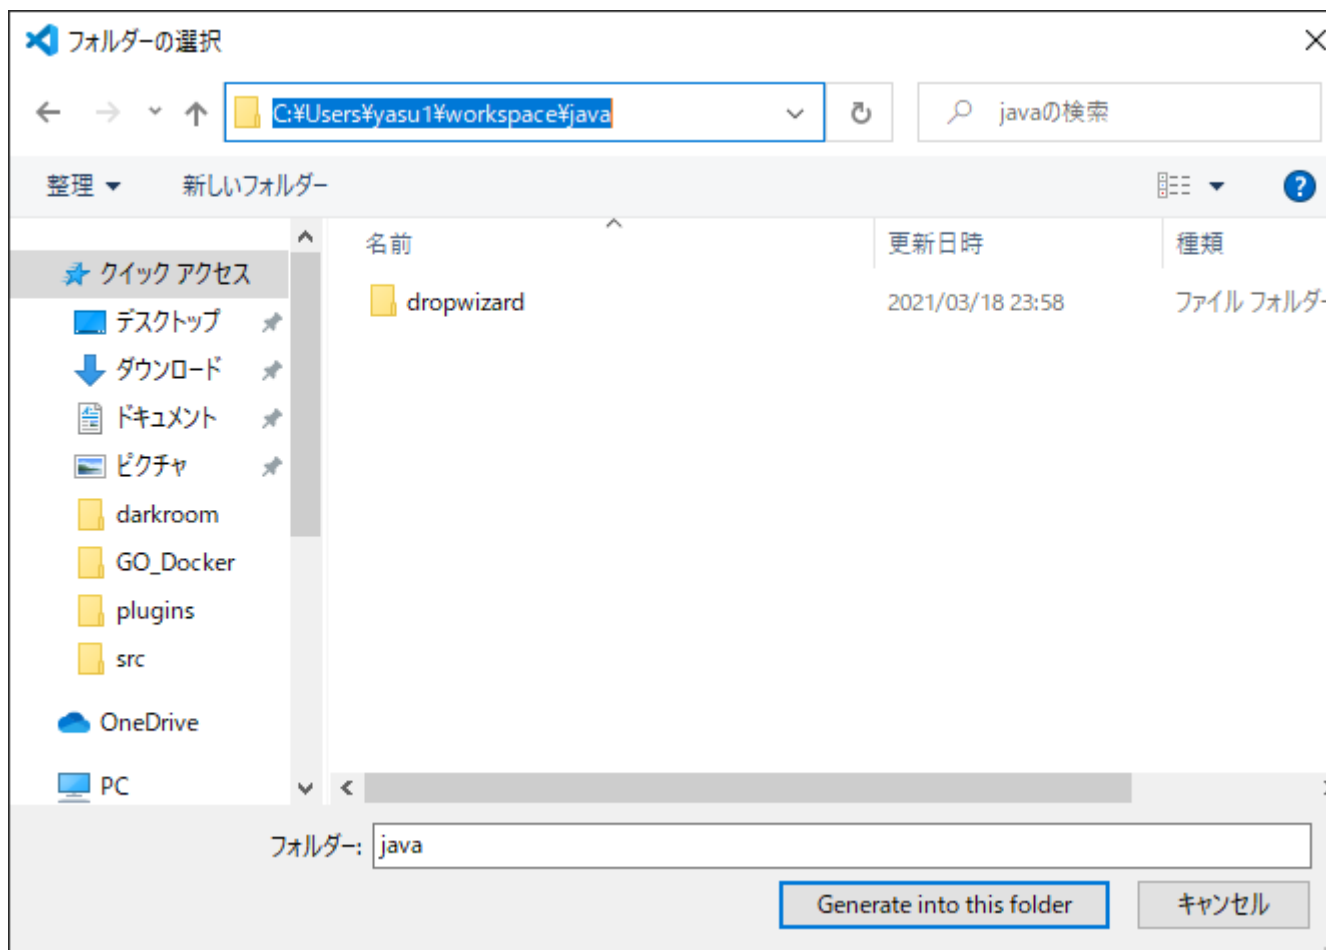 フォルダーの選択
C:¥Users¥yasu1¥workspace¥java
javaの検索
整理
新しいフォルダー
?
名前
更新日時
種類
クイック アクセス
デスクトップ
ダウンロード
ドキュメント
ピクチャ
darkroom
GO_Docker
plugins
src
OneDrive
PC
dropwizard
2021/03/18 23:58
ファイル フォルダー
フォルダー:
java
Generate into this folder
キャンセル